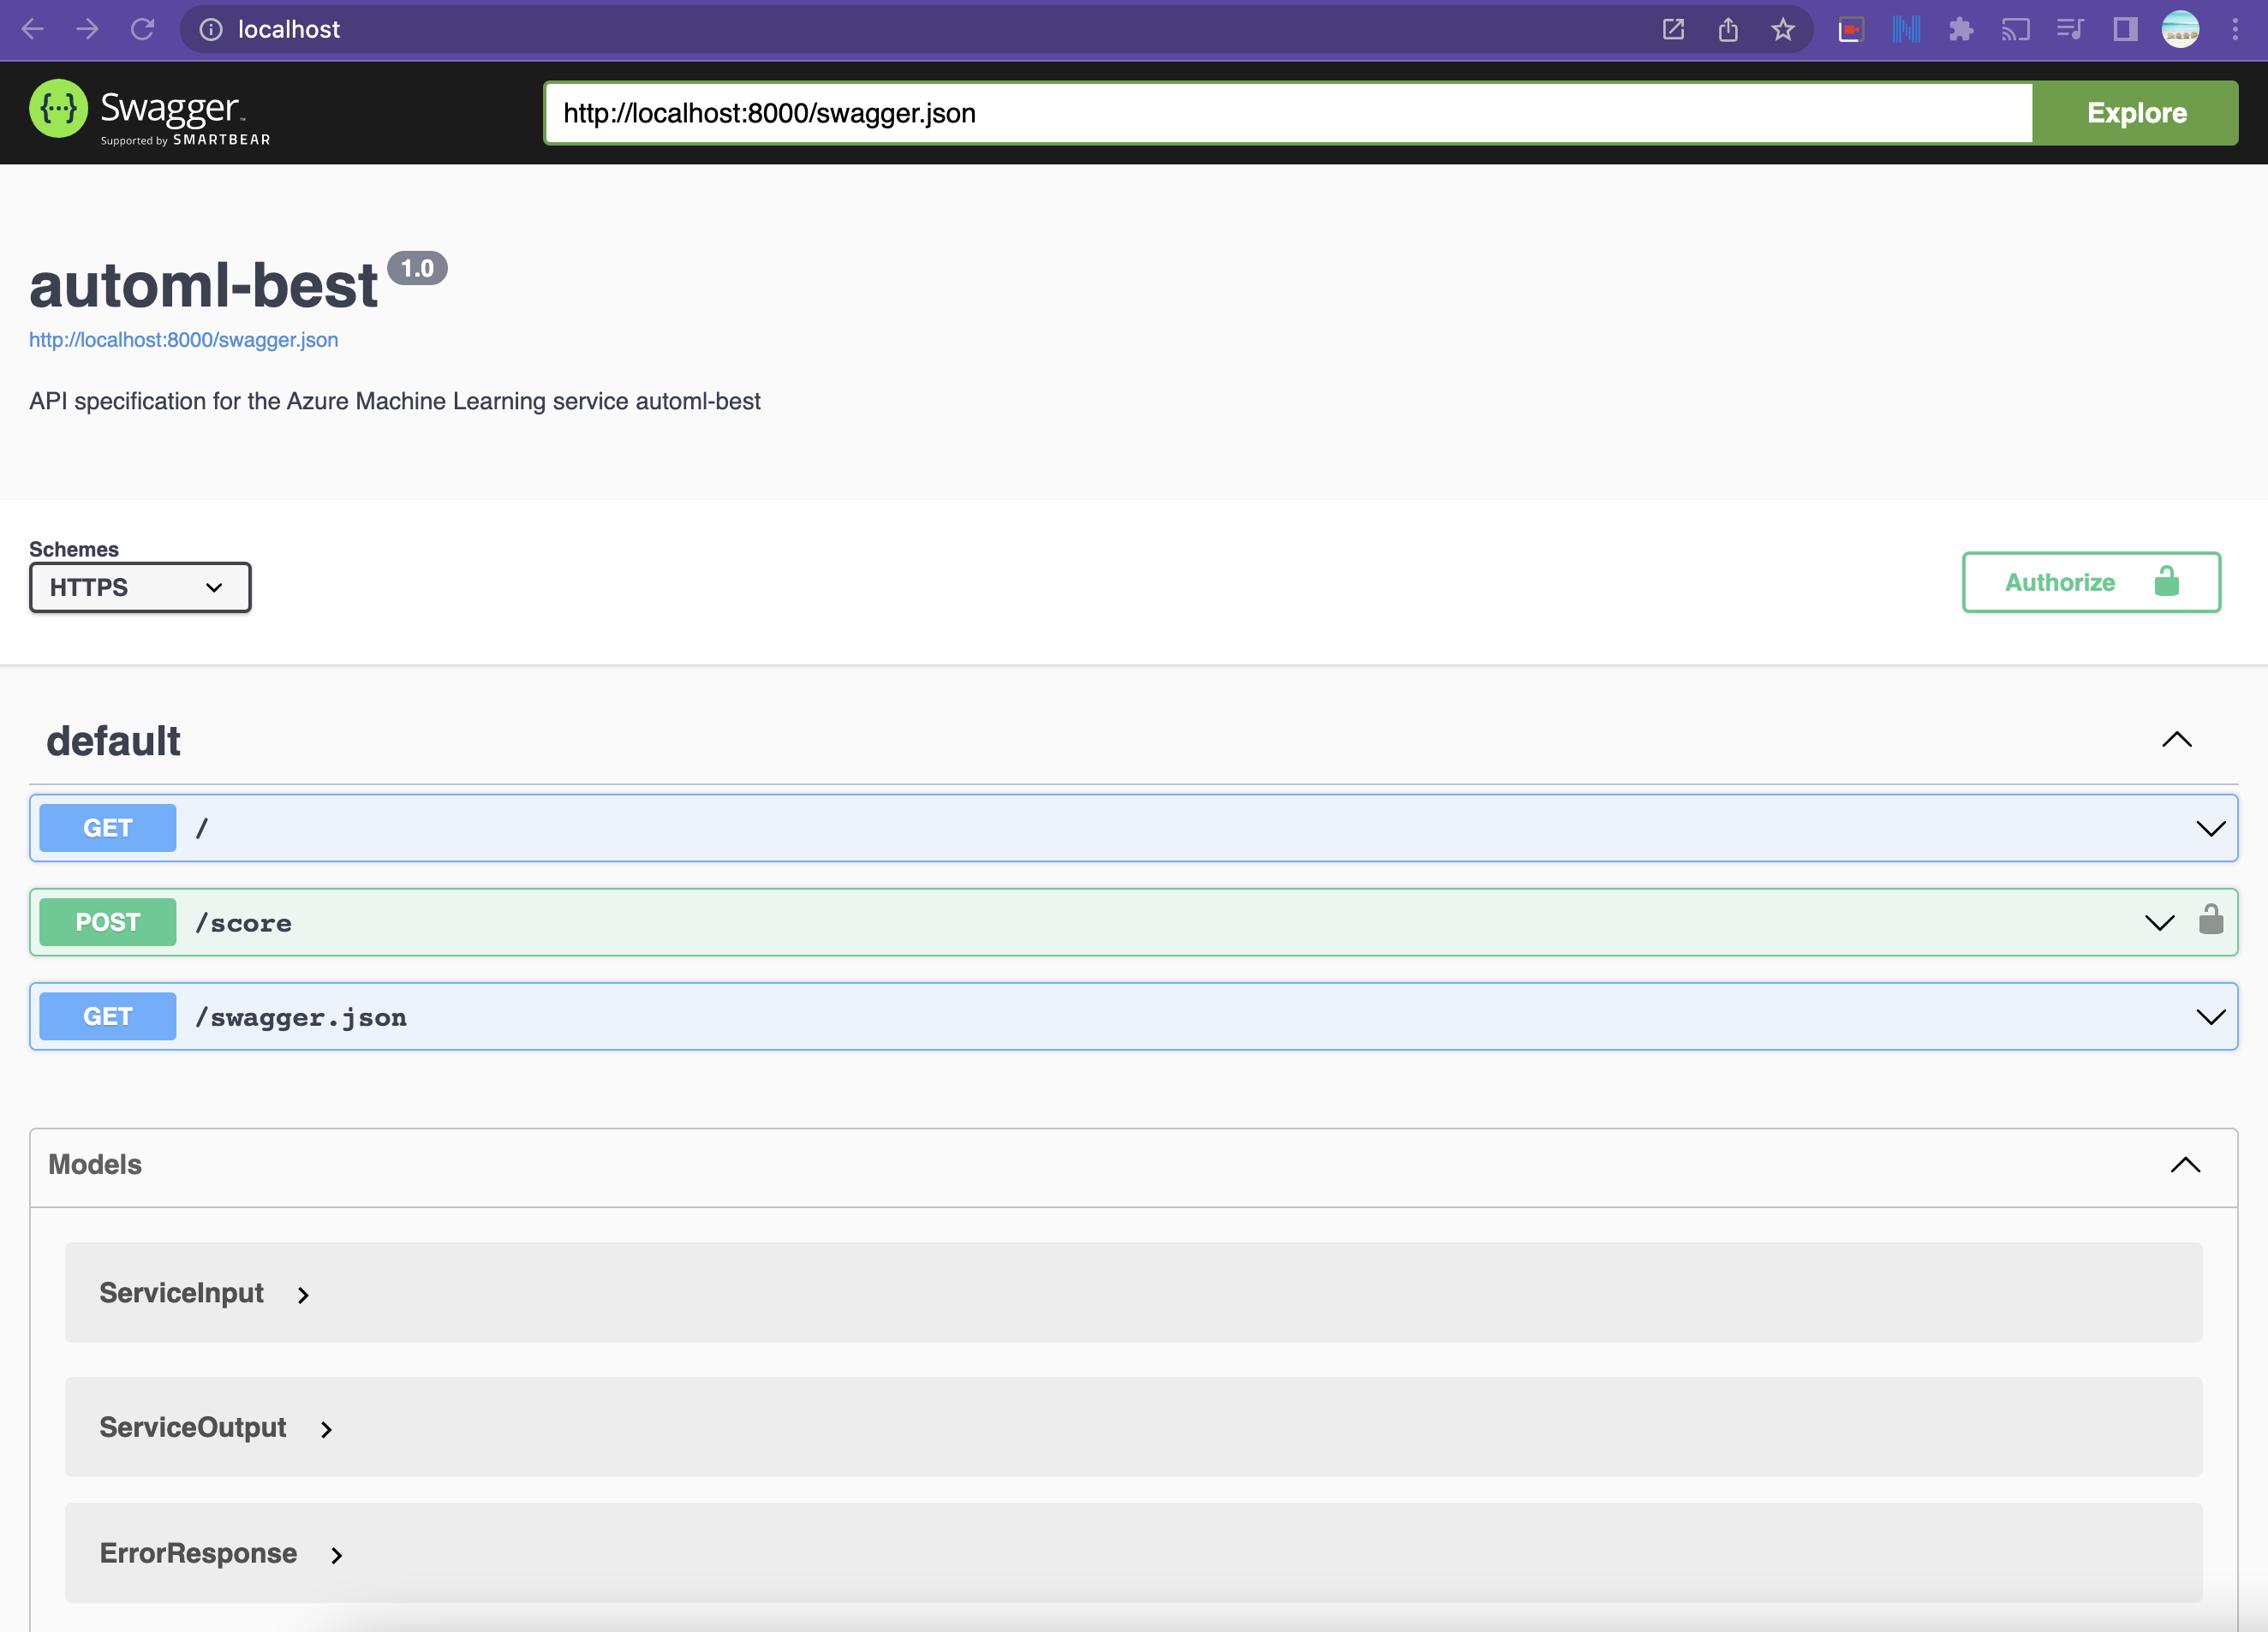 localhost
{···} Swagger™
Supported by SMARTBEAR
http://localhost:8000/swagger.json
Explore
automl-best 1.0
http://localhost:8000/swagger.json
API specification for the Azure Machine Learning service automl-best
Schemes
HTTPS
Authorize
default
GET /
POST /score
GET /swagger.json
Models
ServiceInput
ServiceOutput
ErrorResponse